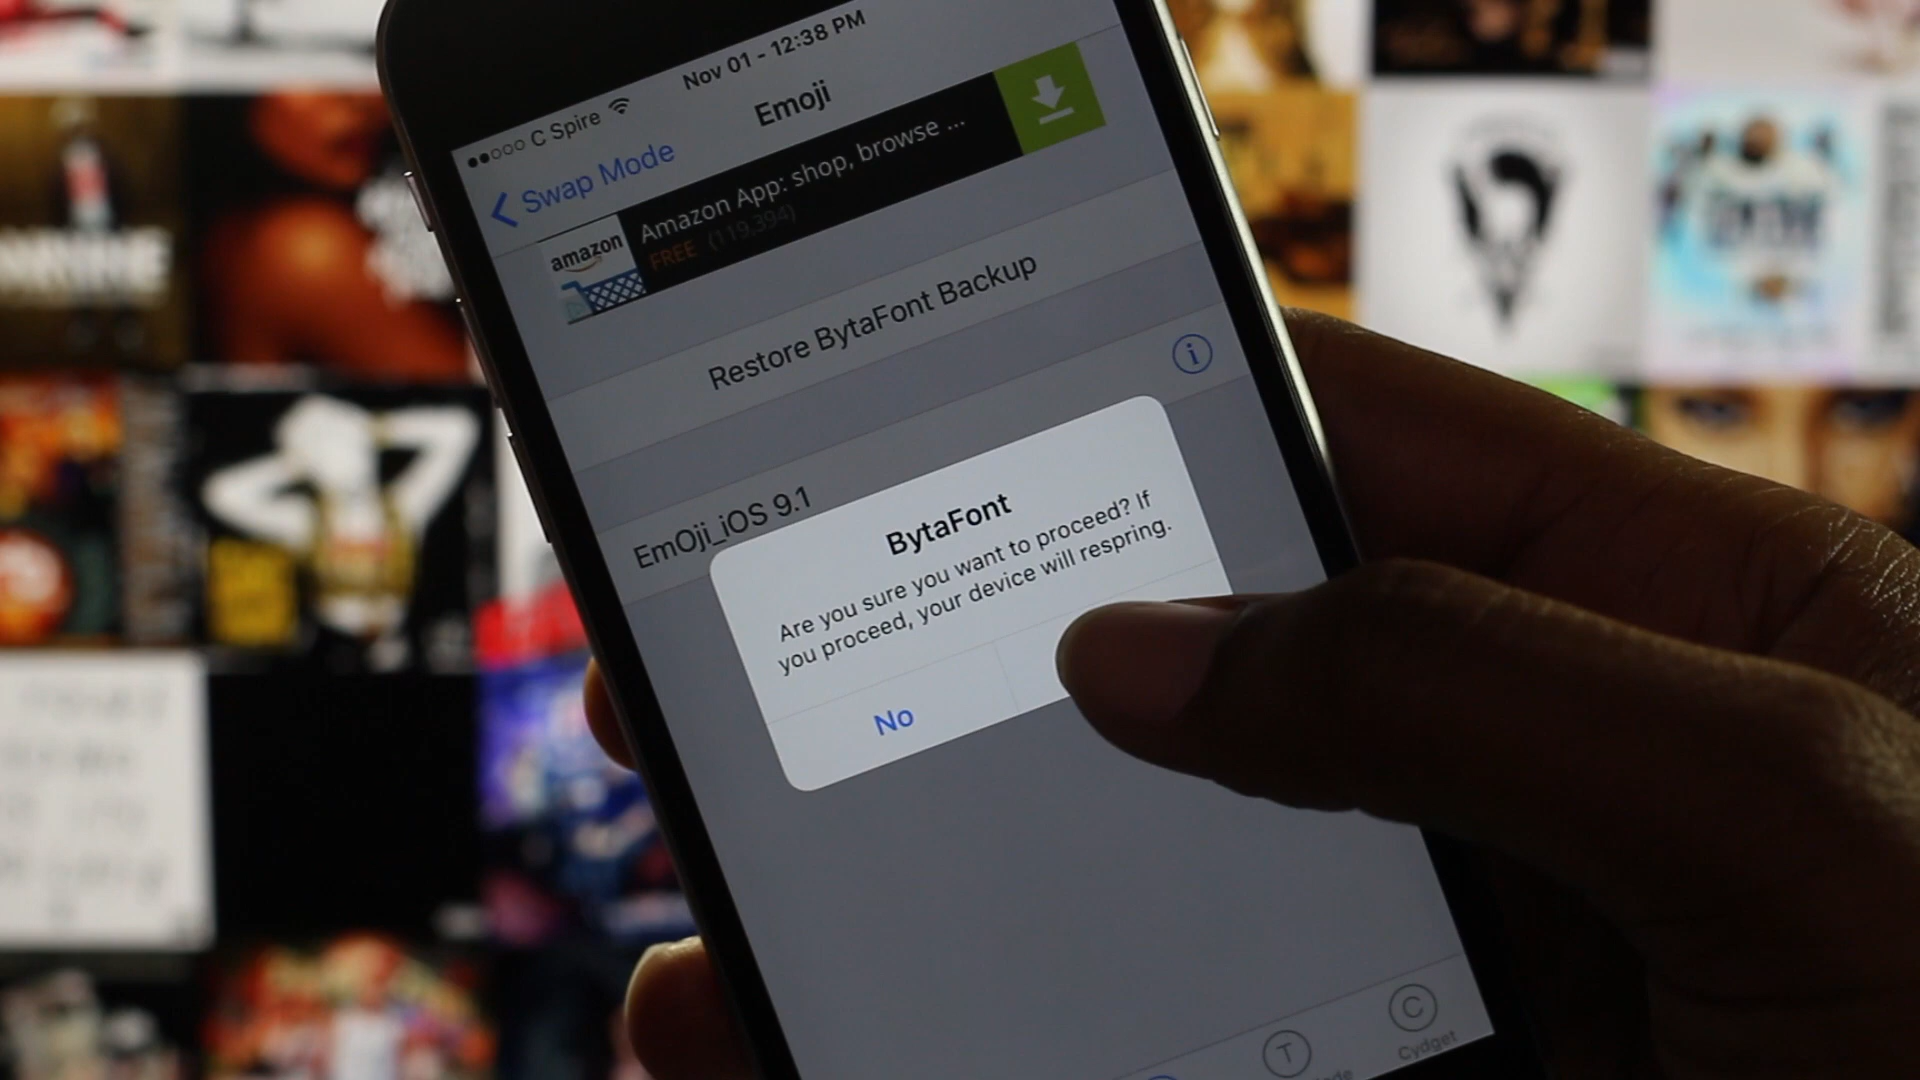 Nov 01 - 12:38 PM
C Spire
Swap Mode
Emoji
amazon
Amazon App: shop, browse ...
FREE (119,394)
Restore BytaFont Backup
EmOji_iOS 9.1
BytaFont
Are you sure you want to proceed? If
you proceed, your device will respring.
No
T
C
Cydget